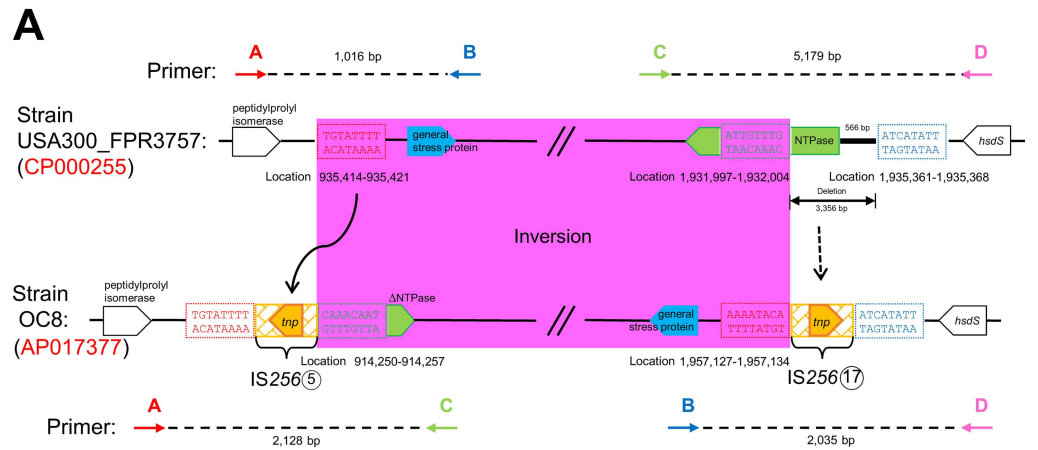 A
Primer: A 1,016 bp B C 5,179 bp D
Strain
USA300_FPR3757:
(CP000255)
peptidylprolyl
isomerase
TGTATTTT
ACATAAAA
general
stress protein
ATTGTTTG
TAACAAAC
NTPase
566 bp
ATCATATT
TAGTATAA
hsdS
Location 935,414-935,421
Location 1,931,997-1,932,004
Location 1,935,361-1,935,368
Deletion
3,356 bp
Inversion
Strain
OC8:
(AP017377)
peptidylprolyl
isomerase
TGTATTTT
ACATAAAA
tnp
CAAACAAT
GTTTGTTA
ΔNTPase
general
stress protein
AAAATACA
TTTTATGT
tnp
ATCATATT
TAGTATAA
hsdS
IS256⑤
Location 914,250-914,257
Location 1,957,127-1,957,134
IS256⑰
Primer: A 2,128 bp C B 2,035 bp D